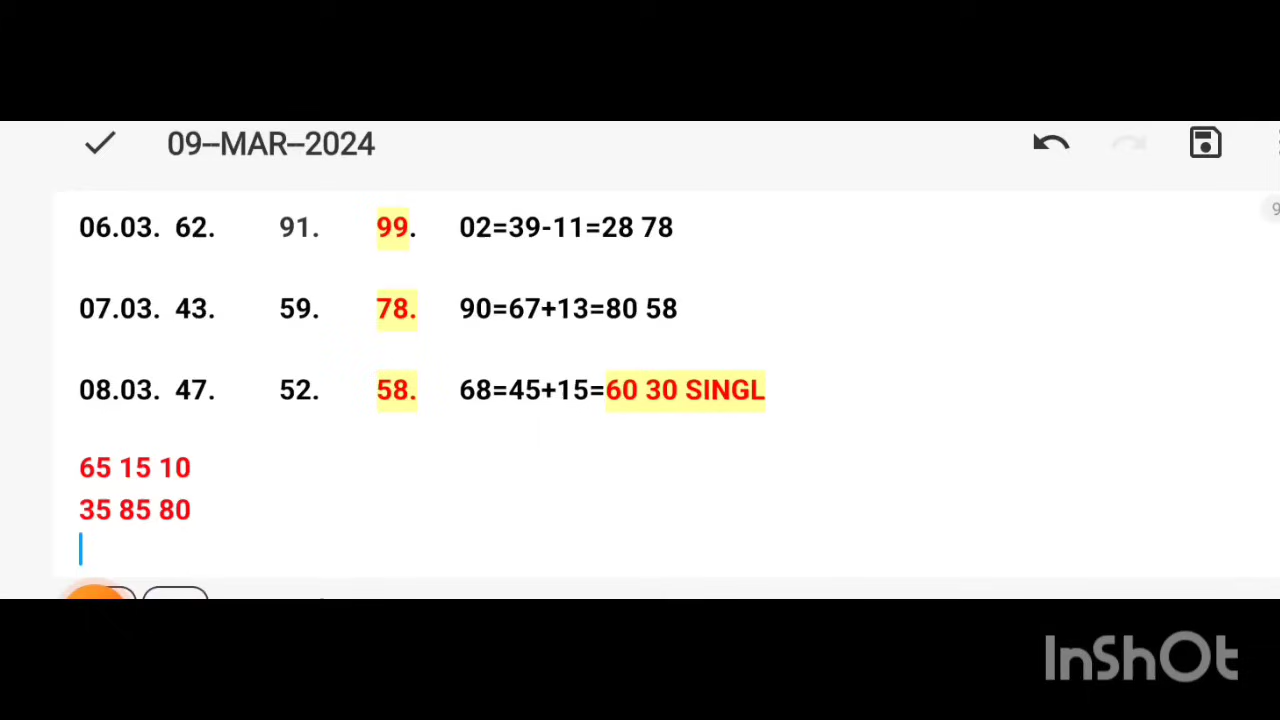 09–MAR–2024
06.03. 62. 91. 99. 02=39-11=28 78
07.03. 43. 59. 78. 90=67+13=80 58
08.03. 47. 52. 58. 68=45+15=60 30 SINGL
65 15 10
35 85 80
InShOt